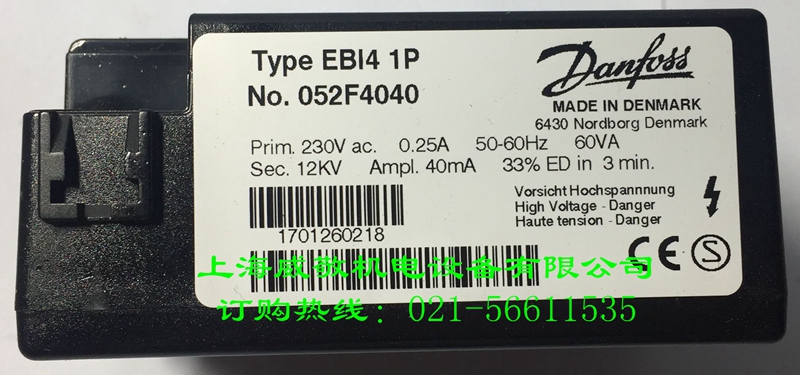 Type EBI4 1P
No. 052F4040
Danfoss
MADE IN DENMARK
6430 Nordborg Denmark
Prim. 230V ac. 0.25A 50-60Hz 60VA
Sec. 12KV Ampl. 40mA 33% ED in 3 min.
Vorsicht Hochspannnung
High Voltage - Danger
Haute tension - Danger
1701260218
CE S
上海威敬机电设备有限公司
订购热线：021-56611535